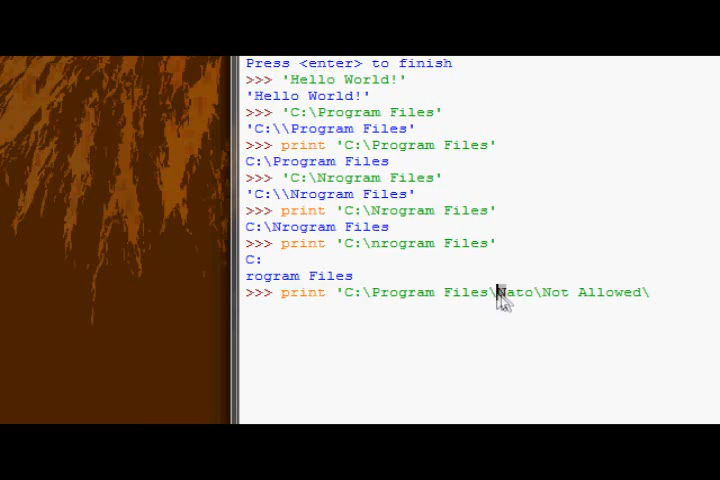 Press <enter> to finish
>>> 'Hello World!'
'Hello World!'
>>> 'C:\Program Files'
'C:\\Program Files'
>>> print 'C:\Program Files'
C:\Program Files
>>> 'C:\Nrogram Files'
'C:\\Nrogram Files'
>>> print 'C:\Nrogram Files'
C:\Nrogram Files
>>> print 'C:\nrogram Files'
C:
rogram Files
>>> print 'C:\Program Files\Nato\Not Allowed\